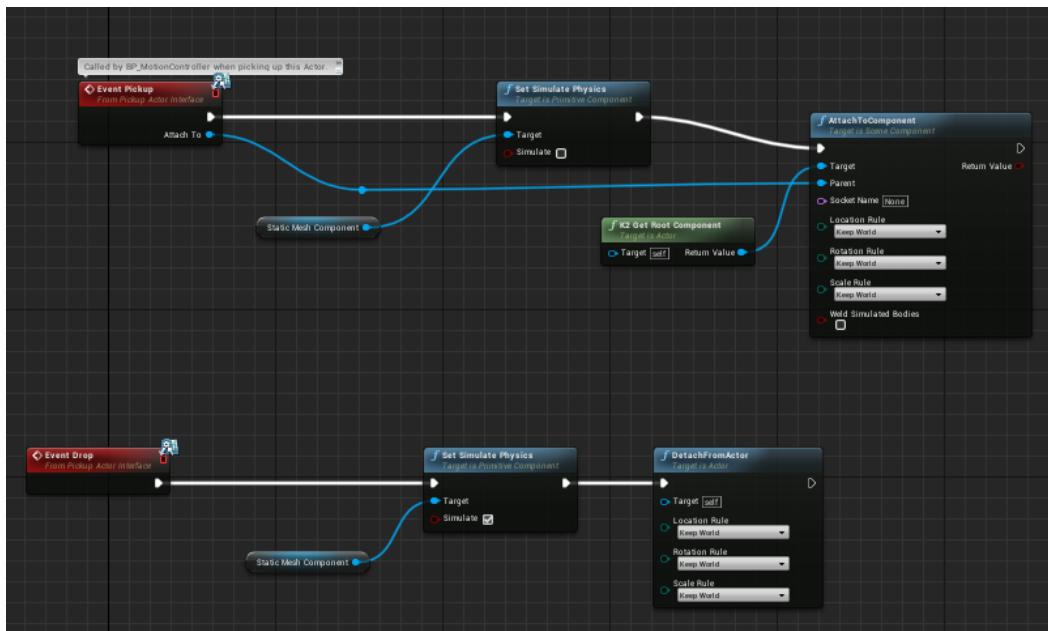 Called by BP_MotionController when picking up this Actor.
Event Pickup
From Pickup Actor Interface
Attach To
Set Simulate Physics
Target is Primitive Component
Target
Simulate
Static Mesh Component
K2 Get Root Component
Target is Actor
Target self Return Value
AttachToComponent
Target is Scene Component
Target Return Value
Parent
Socket Name None
Location Rule
Keep World
Rotation Rule
Keep World
Scale Rule
Keep World
Weld Simulated Bodies
Event Drop
From Pickup Actor Interface
Set Simulate Physics
Target is Primitive Component
Target
Simulate
Static Mesh Component
DetachFromActor
Target is Actor
Target self
Location Rule
Keep World
Rotation Rule
Keep World
Scale Rule
Keep World